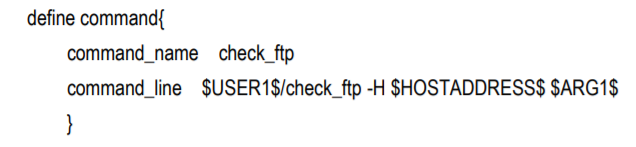 define command{
command_name check_ftp
command_line $USER1$/check_ftp -H $HOSTADDRESS$ $ARG1$
}